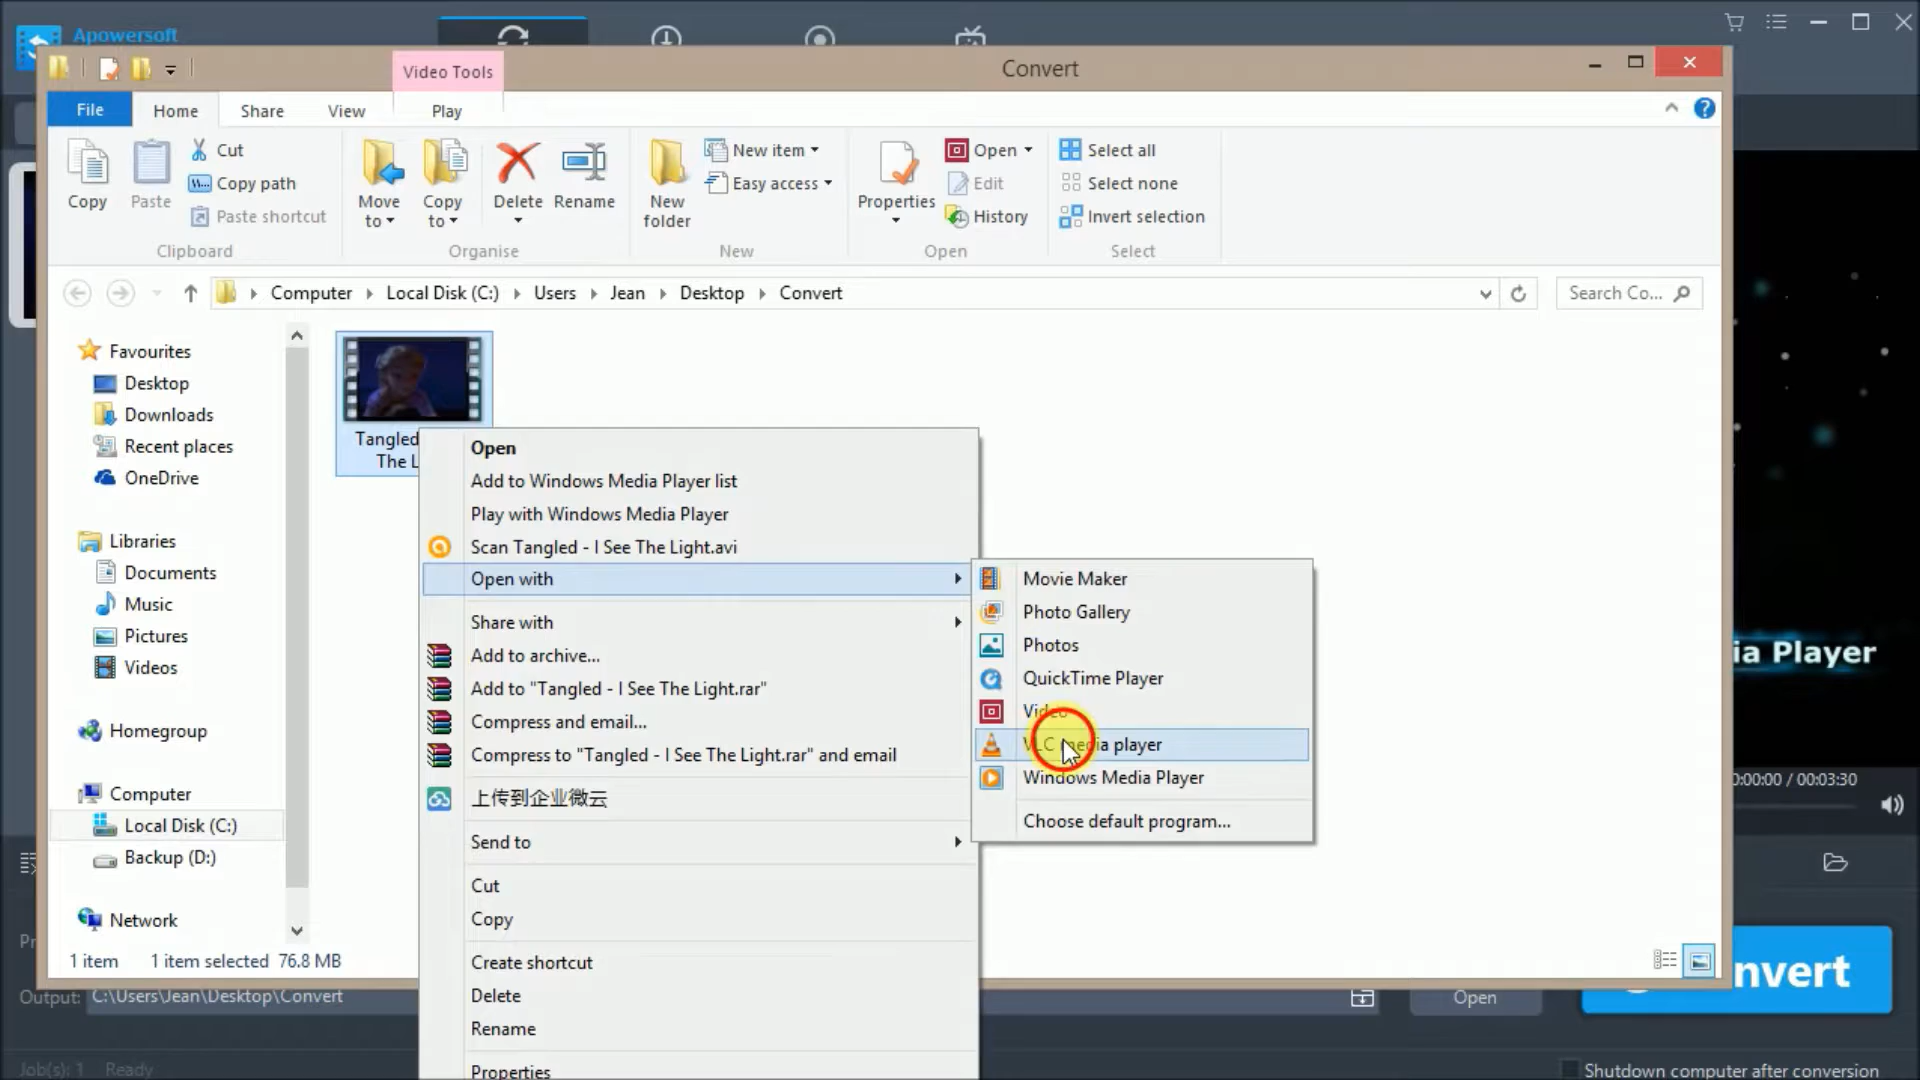 Apowersoft
Video Tools
Convert
File
Home
Share
View
Play
Copy
Paste
Cut
Copy path
Paste shortcut
Clipboard
Move to
Copy to
Delete
Rename
Organise
New folder
New item
Easy access
New
Properties
Open
Edit
History
Open
Select all
Select none
Invert selection
Select
Computer
Local Disk (C:)
Users
Jean
Desktop
Convert
Search Co...
Favourites
Desktop
Downloads
Recent places
OneDrive
Libraries
Documents
Music
Pictures
Videos
Homegroup
Computer
Local Disk (C:)
Backup (D:)
Network
1 item
1 item selected 76.8 MB
Tangled
The L
Open
Add to Windows Media Player list
Play with Windows Media Player
Scan Tangled - I See The Light.avi
Open with
Share with
Add to archive...
Add to "Tangled - I See The Light.rar"
Compress and email...
Compress to "Tangled - I See The Light.rar" and email
上传到企业微云
Send to
Cut
Copy
Create shortcut
Delete
Rename
Properties
Movie Maker
Photo Gallery
Photos
QuickTime Player
Video
VLC media player
Windows Media Player
Choose default program...
ia Player
0:00:00 / 00:03:30
Pr
Output: C:\Users\Jean\Desktop\Convert
Open
nvert
Job(s): 1 Ready
Shutdown computer after conversion